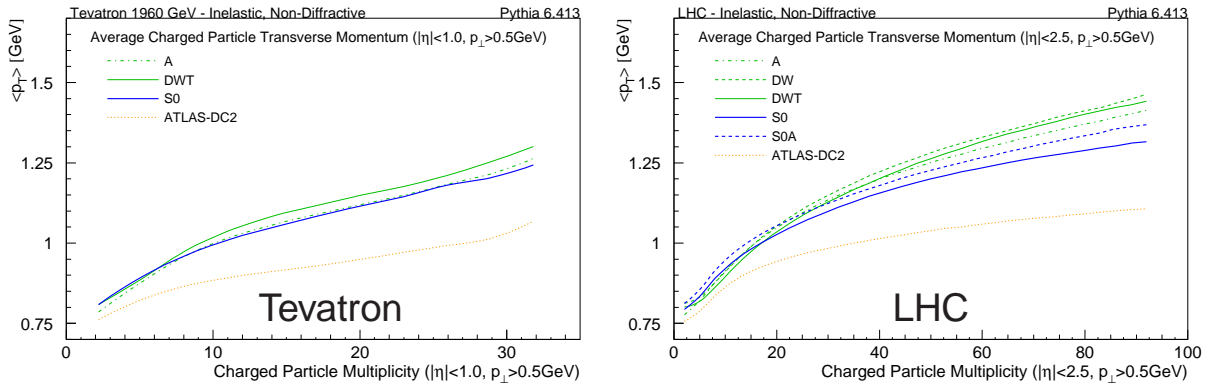 Tevatron 1960 GeV - Inelastic, Non-Diffractive
Pythia 6.413
Average Charged Particle Transverse Momentum (|η|<1.0, p⊥>0.5GeV)
A
DWT
S0
ATLAS-DC2
<pT> [GeV]
1.5
1.25
1
0.75
Tevatron
0 10 20 30
Charged Particle Multiplicity (|η|<1.0, p⊥>0.5GeV)
LHC - Inelastic, Non-Diffractive
Pythia 6.413
Average Charged Particle Transverse Momentum (|η|<2.5, p⊥>0.5GeV)
A
DW
DWT
S0
S0A
ATLAS-DC2
<pT> [GeV]
1.5
1.25
1
0.75
LHC
0 20 40 60 80 100
Charged Particle Multiplicity (|η|<2.5, p⊥>0.5GeV)